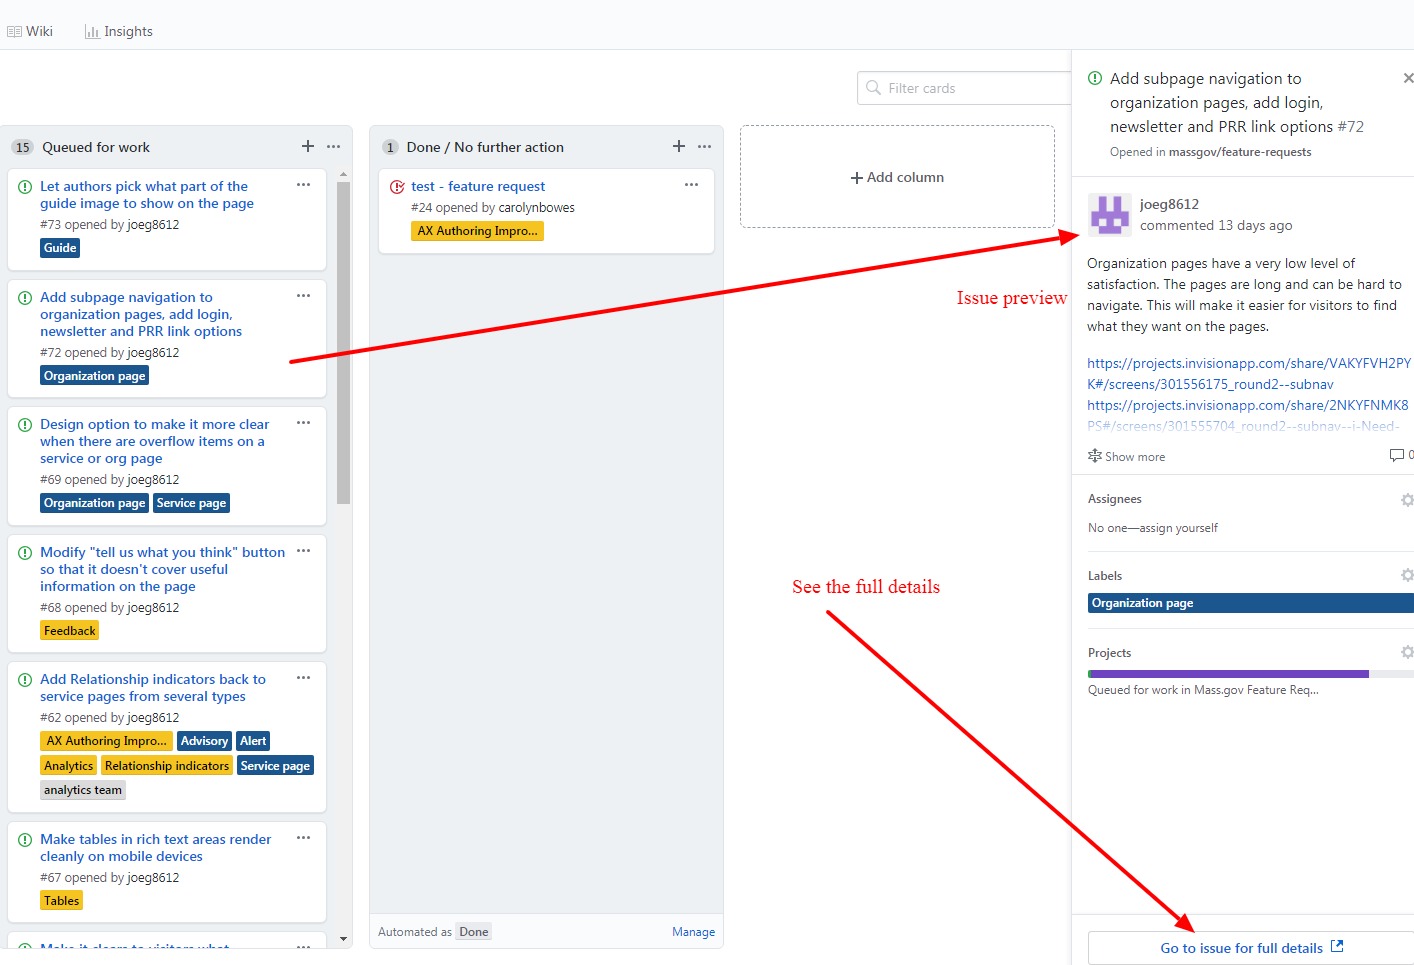 Wiki
Insights
Filter cards
15 Queued for work
Let authors pick what part of the
guide image to show on the page
#73 opened by joeg8612
Guide
Add subpage navigation to
organization pages, add login,
newsletter and PRR link options
#72 opened by joeg8612
Organization page
Design option to make it more clear
when there are overflow items on a
service or org page
#69 opened by joeg8612
Organization page Service page
Modify "tell us what you think" button
so that it doesn't cover useful
information on the page
#68 opened by joeg8612
Feedback
Add Relationship indicators back to
service pages from several types
#62 opened by joeg8612
AX Authoring Impro... Advisory Alert
Analytics Relationship indicators Service page
analytics team
Make tables in rich text areas render
cleanly on mobile devices
#67 opened by joeg8612
Tables
Make it clear to visitors what
1 Done / No further action
test - feature request
#24 opened by carolynbowes
AX Authoring Impro...
Automated as Done
Manage
Add column
Issue preview
See the full details
Add subpage navigation to
organization pages, add login,
newsletter and PRR link options #72
Opened in massgov/feature-requests
joeg8612
commented 13 days ago
Organization pages have a very low level of
satisfaction. The pages are long and can be hard to
navigate. This will make it easier for visitors to find
what they want on the pages.
https://projects.invisionapp.com/share/VAKYFVH2PY
K#/screens/301556175_round2--subnav
https://projects.invisionapp.com/share/2NKYFNMK8
PS#/screens/301555704_round2--subnav--i-Need-
Show more
0
Assignees
No one—assign yourself
Labels
Organization page
Projects
Queued for work in Mass.gov Feature Req...
Go to issue for full details